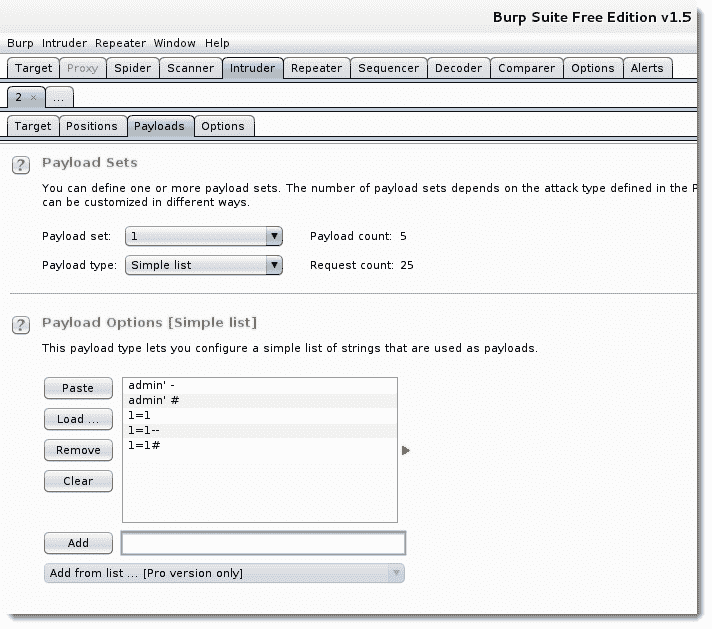 Burp Suite Free Edition v1.5
Burp Intruder Repeater Window Help
Target Proxy Spider Scanner Intruder Repeater Sequencer Decoder Comparer Options Alerts
2 × ...
Target Positions Payloads Options
? Payload Sets
You can define one or more payload sets. The number of payload sets depends on the attack type defined in the P
can be customized in different ways.
Payload set: 1 Payload count: 5
Payload type: Simple list Request count: 25
? Payload Options [Simple list]
This payload type lets you configure a simple list of strings that are used as payloads.
Paste
Load ...
Remove
Clear
admin' -
admin' #
1=1
1=1--
1=1#
Add
Add from list ... [Pro version only]